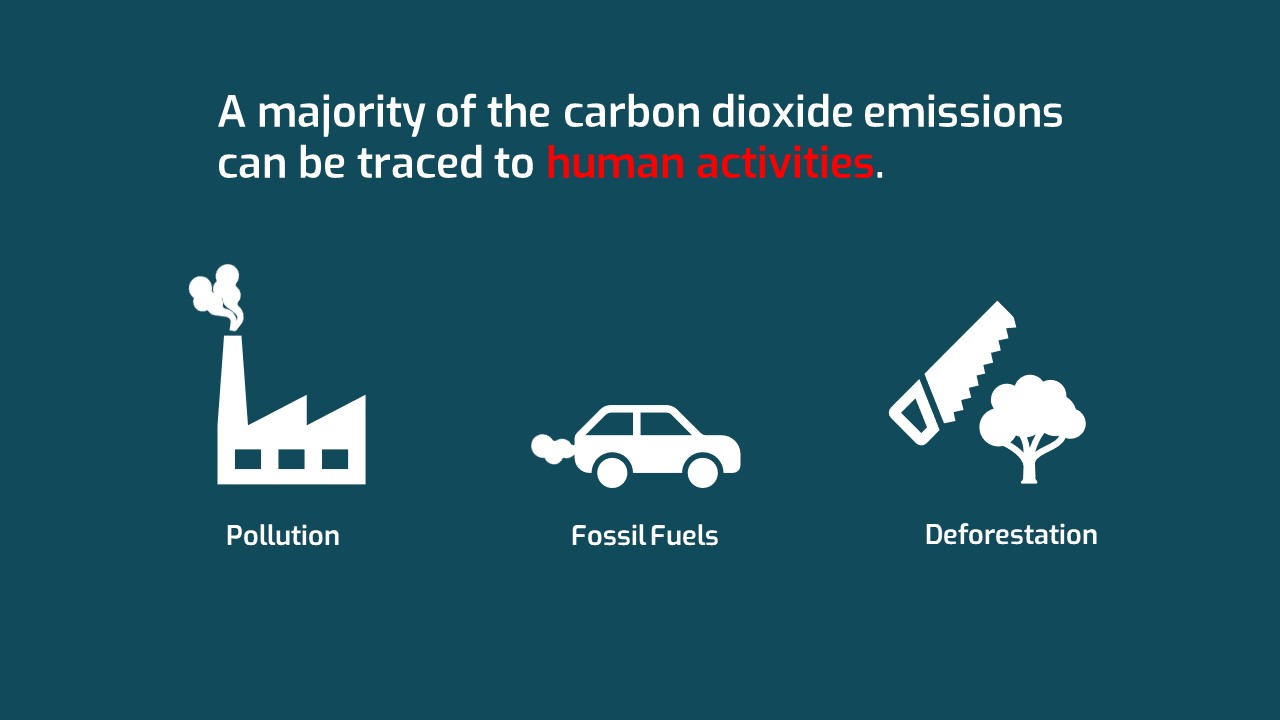 A majority of the carbon dioxide emissions
can be traced to human activities.
Pollution
Fossil Fuels
Deforestation